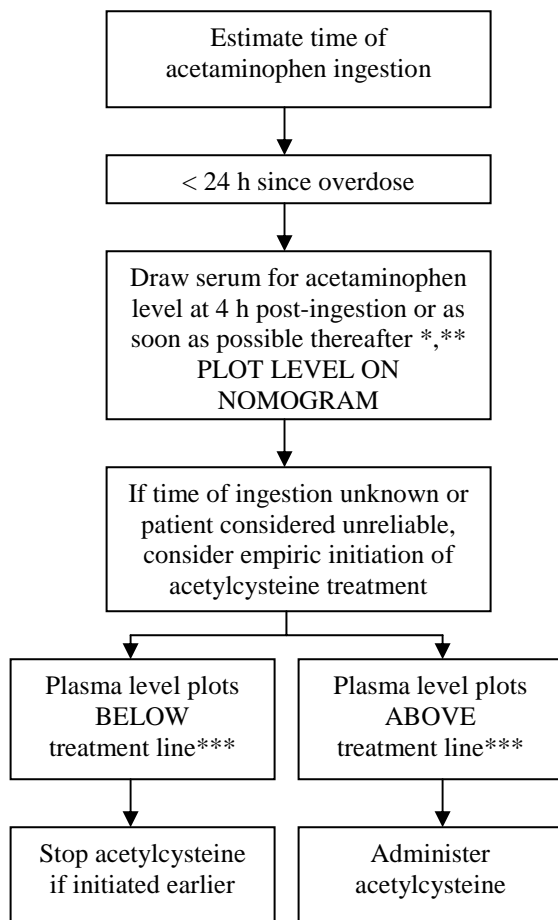 Estimate time of
acetaminophen ingestion
< 24 h since overdose
Draw serum for acetaminophen
level at 4 h post-ingestion or as
soon as possible thereafter *,**
PLOT LEVEL ON
NOMOGRAM
If time of ingestion unknown or
patient considered unreliable,
consider empiric initiation of
acetylcysteine treatment
Plasma level plots
BELOW
treatment line***
Plasma level plots
ABOVE
treatment line***
Stop acetylcysteine
if initiated earlier
Administer
acetylcysteine